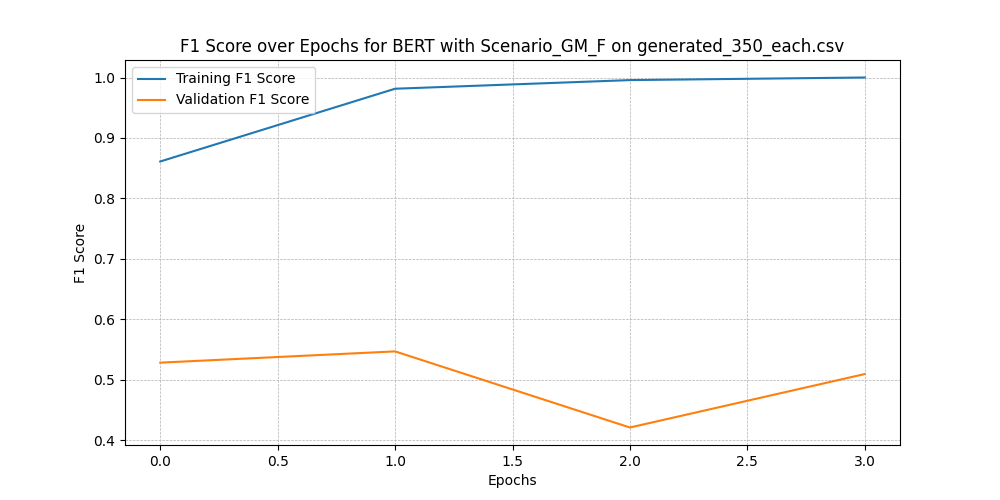 F1 Score over Epochs for BERT with Scenario_GM_F on generated_350_each.csv
Training F1 Score
Validation F1 Score
F1 Score
1.0
0.9
0.8
0.7
0.6
0.5
0.4
0.0 0.5 1.0 1.5 2.0 2.5 3.0
Epochs